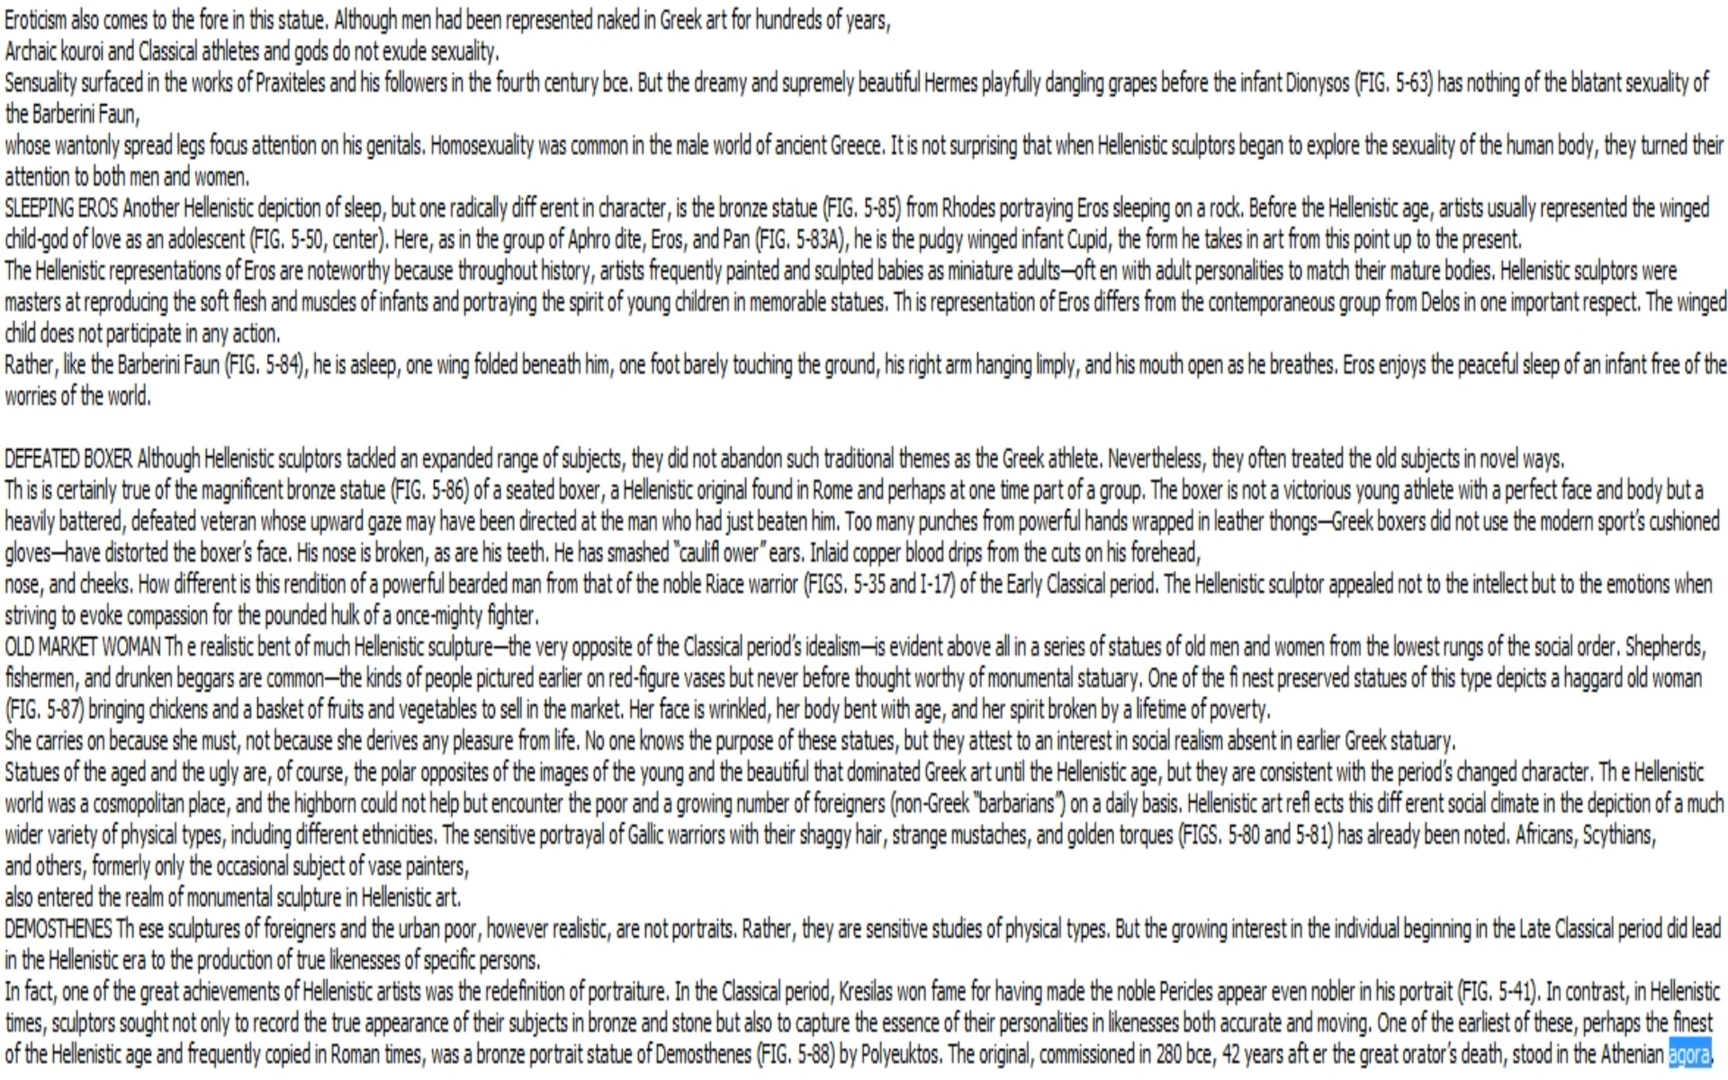 Eroticism also comes to the fore in this statue. Although men had been represented naked in Greek art for hundreds of years,
Archaic kouroi and Classical athletes and gods do not exude sexuality.
Sensuality surfaced in the works of Praxiteles and his followers in the fourth century bce. But the dreamy and supremely beautiful Hermes playfully dangling grapes before the infant Dionysos (FIG. 5-63) has nothing of the blatant sexuality of
the Barberini Faun,
whose wantonly spread legs focus attention on his genitals. Homosexuality was common in the male world of ancient Greece. It is not surprising that when Hellenistic sculptors began to explore the sexuality of the human body, they turned their
attention to both men and women.
SLEEPING EROS Another Hellenistic depiction of sleep, but one radically diff erent in character, is the bronze statue (FIG. 5-85) from Rhodes portraying Eros sleeping on a rock. Before the Hellenistic age, artists usually represented the winged
child-god of love as an adolescent (FIG. 5-50, center). Here, as in the group of Aphro dite, Eros, and Pan (FIG. 5-83A), he is the pudgy winged infant Cupid, the form he takes in art from this point up to the present.
The Hellenistic representations of Eros are noteworthy because throughout history, artists frequently painted and sculpted babies as miniature adults—oft en with adult personalities to match their mature bodies. Hellenistic sculptors were
masters at reproducing the soft flesh and muscles of infants and portraying the spirit of young children in memorable statues. Th is representation of Eros differs from the contemporaneous group from Delos in one important respect. The winged
child does not participate in any action.
Rather, like the Barberini Faun (FIG. 5-84), he is asleep, one wing folded beneath him, one foot barely touching the ground, his right arm hanging limply, and his mouth open as he breathes. Eros enjoys the peaceful sleep of an infant free of the
worries of the world.
DEFEATED BOXER Although Hellenistic sculptors tackled an expanded range of subjects, they did not abandon such traditional themes as the Greek athlete. Nevertheless, they often treated the old subjects in novel ways.
Th is is certainly true of the magnificent bronze statue (FIG. 5-86) of a seated boxer, a Hellenistic original found in Rome and perhaps at one time part of a group. The boxer is not a victorious young athlete with a perfect face and body but a
heavily battered, defeated veteran whose upward gaze may have been directed at the man who had just beaten him. Too many punches from powerful hands wrapped in leather thongs—Greek boxers did not use the modern sport's cushioned
gloves—have distorted the boxer's face. His nose is broken, as are his teeth. He has smashed "caulifl ower" ears. Inlaid copper blood drips from the cuts on his forehead,
nose, and cheeks. How different is this rendition of a powerful bearded man from that of the noble Riace warrior (FIGS. 5-35 and I-17) of the Early Classical period. The Hellenistic sculptor appealed not to the intellect but to the emotions when
striving to evoke compassion for the pounded hulk of a once-mighty fighter.
OLD MARKET WOMAN Th e realistic bent of much Hellenistic sculpture—the very opposite of the Classical period's idealism—is evident above all in a series of statues of old men and women from the lowest rungs of the social order. Shepherds,
fishermen, and drunken beggars are common—the kinds of people pictured earlier on red-figure vases but never before thought worthy of monumental statuary. One of the fi nest preserved statues of this type depicts a haggard old woman
(FIG. 5-87) bringing chickens and a basket of fruits and vegetables to sell in the market. Her face is wrinkled, her body bent with age, and her spirit broken by a lifetime of poverty.
She carries on because she must, not because she derives any pleasure from life. No one knows the purpose of these statues, but they attest to an interest in social realism absent in earlier Greek statuary.
Statues of the aged and the ugly are, of course, the polar opposites of the images of the young and the beautiful that dominated Greek art until the Hellenistic age, but they are consistent with the period's changed character. Th e Hellenistic
world was a cosmopolitan place, and the highborn could not help but encounter the poor and a growing number of foreigners (non-Greek "barbarians") on a daily basis. Hellenistic art refl ects this diff erent social climate in the depiction of a much
wider variety of physical types, including different ethnicities. The sensitive portrayal of Gallic warriors with their shaggy hair, strange mustaches, and golden torques (FIGS. 5-80 and 5-81) has already been noted. Africans, Scythians,
and others, formerly only the occasional subject of vase painters,
also entered the realm of monumental sculpture in Hellenistic art.
DEMOSTHENES Th ese sculptures of foreigners and the urban poor, however realistic, are not portraits. Rather, they are sensitive studies of physical types. But the growing interest in the individual beginning in the Late Classical period did lead
in the Hellenistic era to the production of true likenesses of specific persons.
In fact, one of the great achievements of Hellenistic artists was the redefinition of portraiture. In the Classical period, Kresilas won fame for having made the noble Pericles appear even nobler in his portrait (FIG. 5-41). In contrast, in Hellenistic
times, sculptors sought not only to record the true appearance of their subjects in bronze and stone but also to capture the essence of their personalities in likenesses both accurate and moving. One of the earliest of these, perhaps the finest
of the Hellenistic age and frequently copied in Roman times, was a bronze portrait statue of Demosthenes (FIG. 5-88) by Polyeuktos. The original, commissioned in 280 bce, 42 years aft er the great orator's death, stood in the Athenian agora.